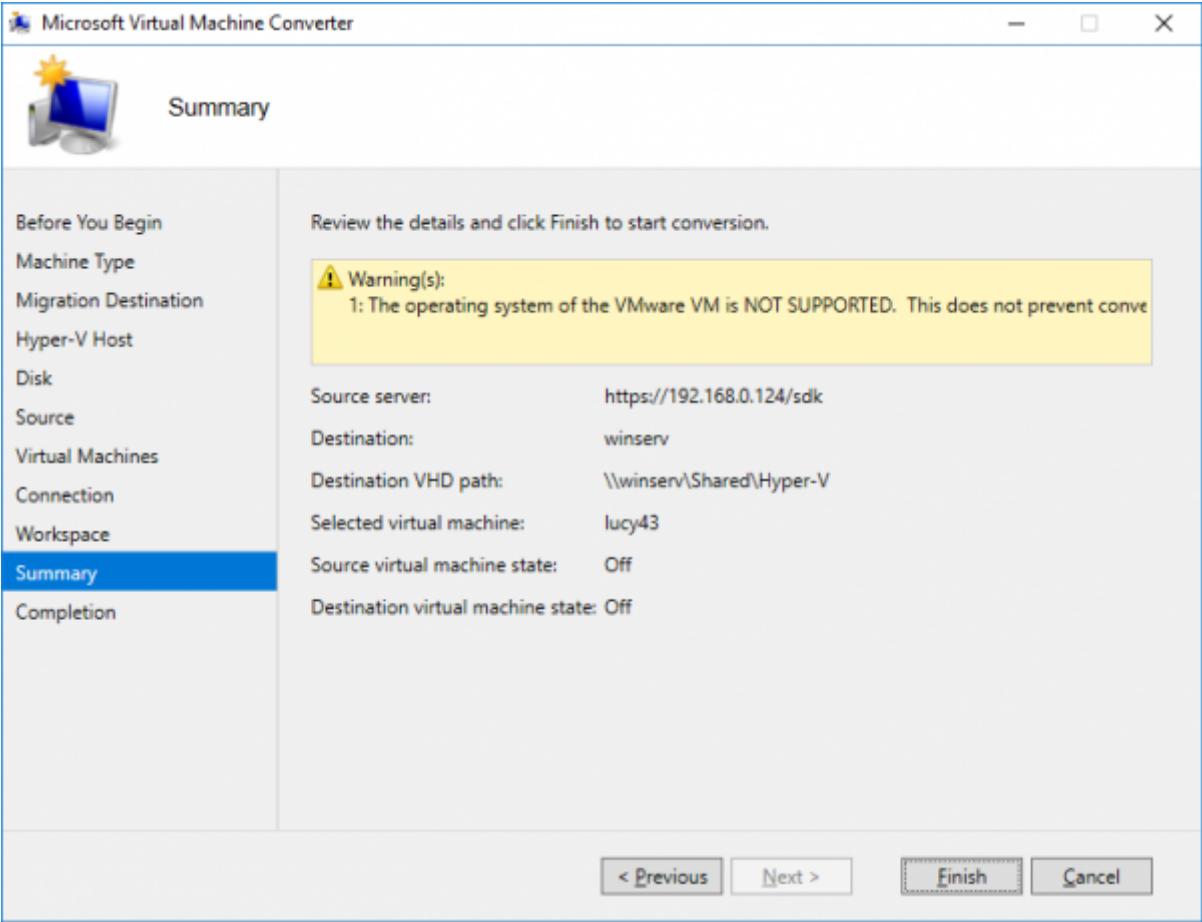 Microsoft Virtual Machine Converter
Summary
Before You Begin
Machine Type
Migration Destination
Hyper-V Host
Disk
Source
Virtual Machines
Connection
Workspace
Summary
Completion
Review the details and click Finish to start conversion.
Warning(s):
1: The operating system of the VMware VM is NOT SUPPORTED.  This does not prevent conve
Source server: https://192.168.0.124/sdk
Destination: winserv
Destination VHD path: \\winserv\Shared\Hyper-V
Selected virtual machine: lucy43
Source virtual machine state: Off
Destination virtual machine state: Off
< Previous Next > Finish Cancel